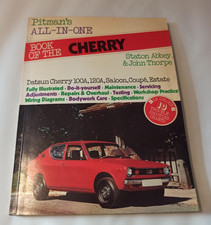 Pitman's
ALL-IN-ONE
BOOK OF THE CHERRY
Staton Abbey
& John Thorpe
Datsun Cherry 100A, 120A, Saloon, Coupé, Estate
Fully Illustrated · Do-it-yourself · Maintenance · Servicing
Adjustments · Repairs & Overhaul · Testing · Workshop Practice
Wiring Diagrams · Bodywork Care · Specifications